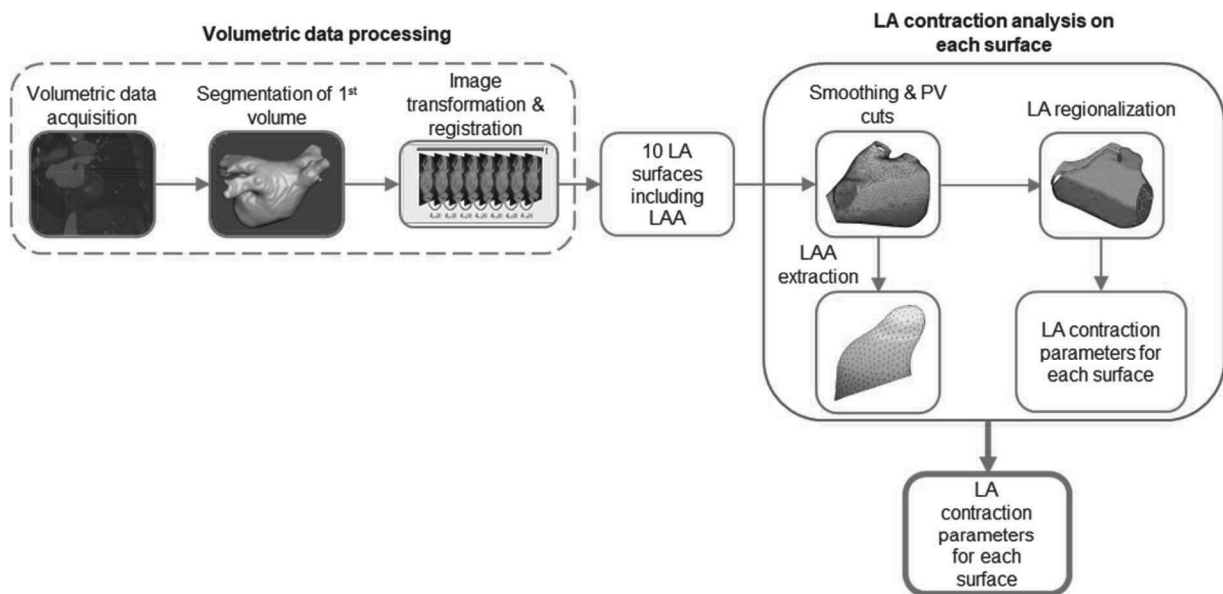 Volumetric data processing
Volumetric data
acquisition
Segmentation of 1st
volume
Image
transformation &
registration
10 LA
surfaces
including
LAA
LA contraction analysis on
each surface
Smoothing & PV
cuts
LA regionalization
LAA
extraction
LA contraction
parameters for
each surface
LA
contraction
parameters
for each
surface